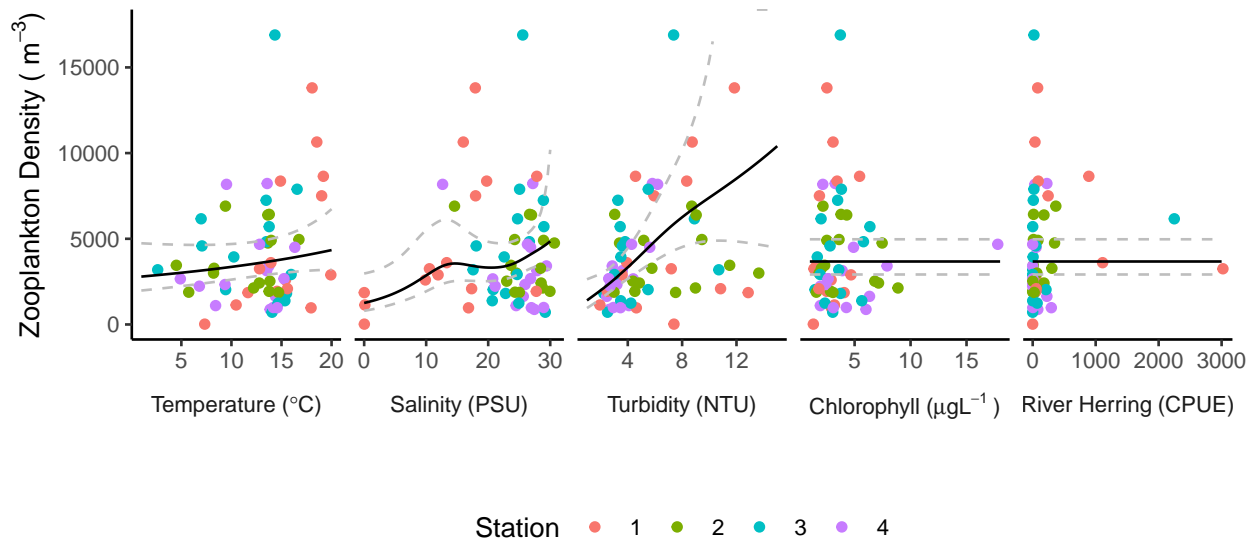 Zooplankton Density ( m⁻³)
15000
10000
5000
0
5 10 15 20
0 10 20 30
4 8 12
5 10 15
0 1000 2000 3000
Temperature (°C)
Salinity (PSU)
Turbidity (NTU)
Chlorophyll (μgL⁻¹ )
River Herring (CPUE)
Station 1 2 3 4